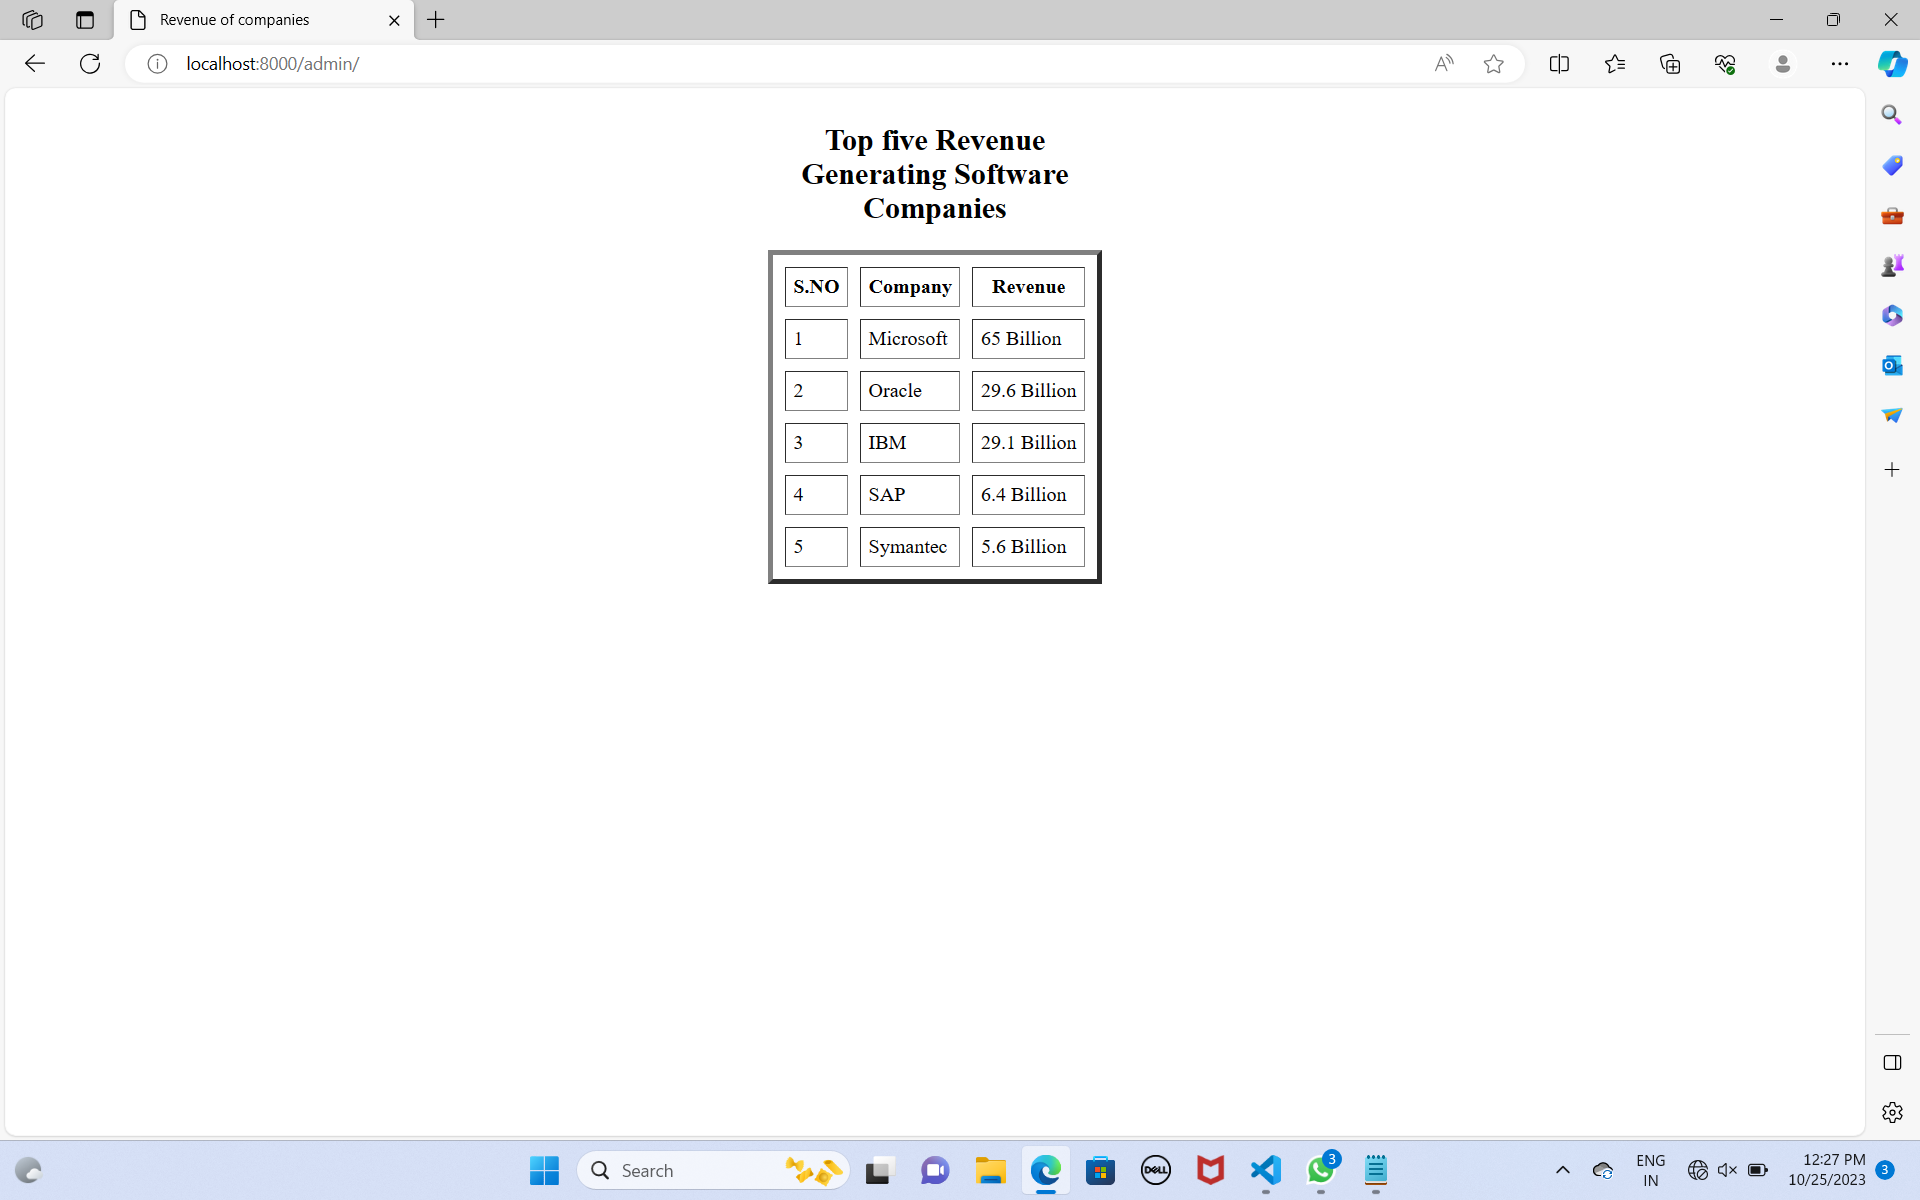 Revenue of companies
localhost:8000/admin/
Top five Revenue
Generating Software
Companies
S.NO Company Revenue
1 Microsoft 65 Billion
2 Oracle 29.6 Billion
3 IBM 29.1 Billion
4 SAP 6.4 Billion
5 Symantec 5.6 Billion
Search
DELL
3
ENG
IN
12:27 PM
10/25/2023
3